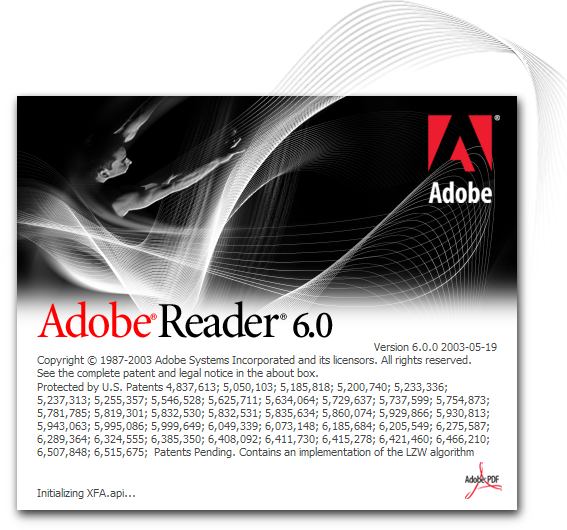 ®
Adobe
Adobe® Reader® 6.0
Version 6.0.0 2003-05-19
Copyright © 1987-2003 Adobe Systems Incorporated and its licensors. All rights reserved.
See the complete patent and legal notice in the about box.
Protected by U.S. Patents 4,837,613; 5,050,103; 5,185,818; 5,200,740; 5,233,336;
5,237,313; 5,255,357; 5,546,528; 5,625,711; 5,634,064; 5,729,637; 5,737,599; 5,754,873;
5,781,785; 5,819,301; 5,832,530; 5,832,531; 5,835,634; 5,860,074; 5,929,866; 5,930,813;
5,943,063; 5,995,086; 5,999,649; 6,049,339; 6,073,148; 6,185,684; 6,205,549; 6,275,587;
6,289,364; 6,324,555; 6,385,350; 6,408,092; 6,411,730; 6,415,278; 6,421,460; 6,466,210;
6,507,848; 6,515,675;  Patents Pending. Contains an implementation of the LZW algorithm
Adobe PDF
Initializing XFA.api...